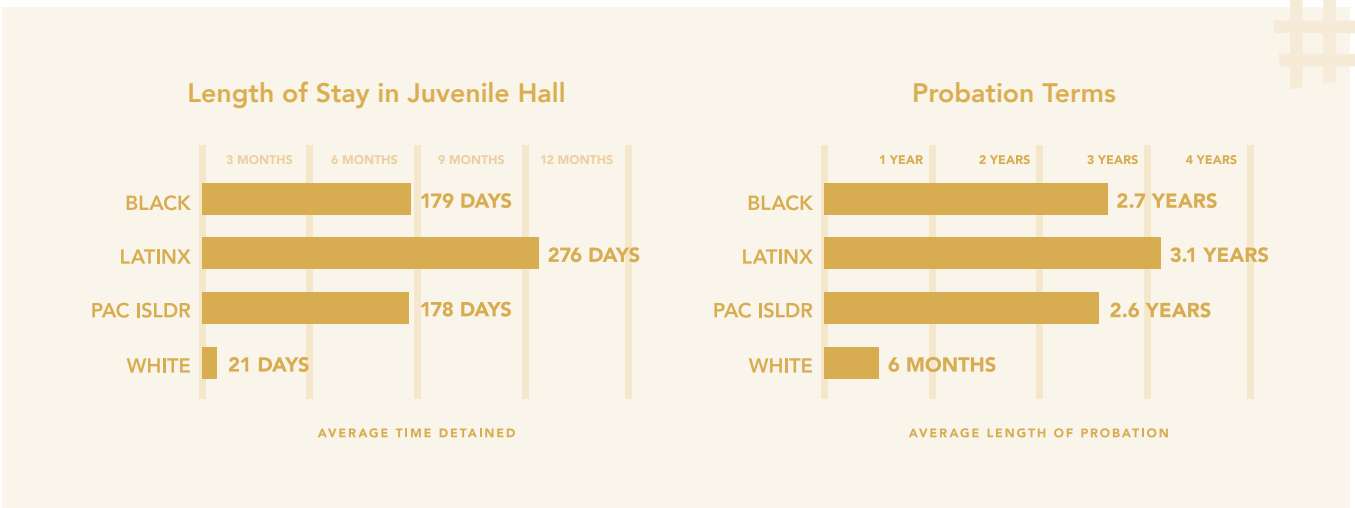 #
Length of Stay in Juvenile Hall
3 MONTHS 6 MONTHS 9 MONTHS 12 MONTHS
BLACK 179 DAYS
LATINX 276 DAYS
PAC ISLDR 178 DAYS
WHITE 21 DAYS
AVERAGE TIME DETAINED
Probation Terms
1 YEAR 2 YEARS 3 YEARS 4 YEARS
BLACK 2.7 YEARS
LATINX 3.1 YEARS
PAC ISLDR 2.6 YEARS
WHITE 6 MONTHS
AVERAGE LENGTH OF PROBATION